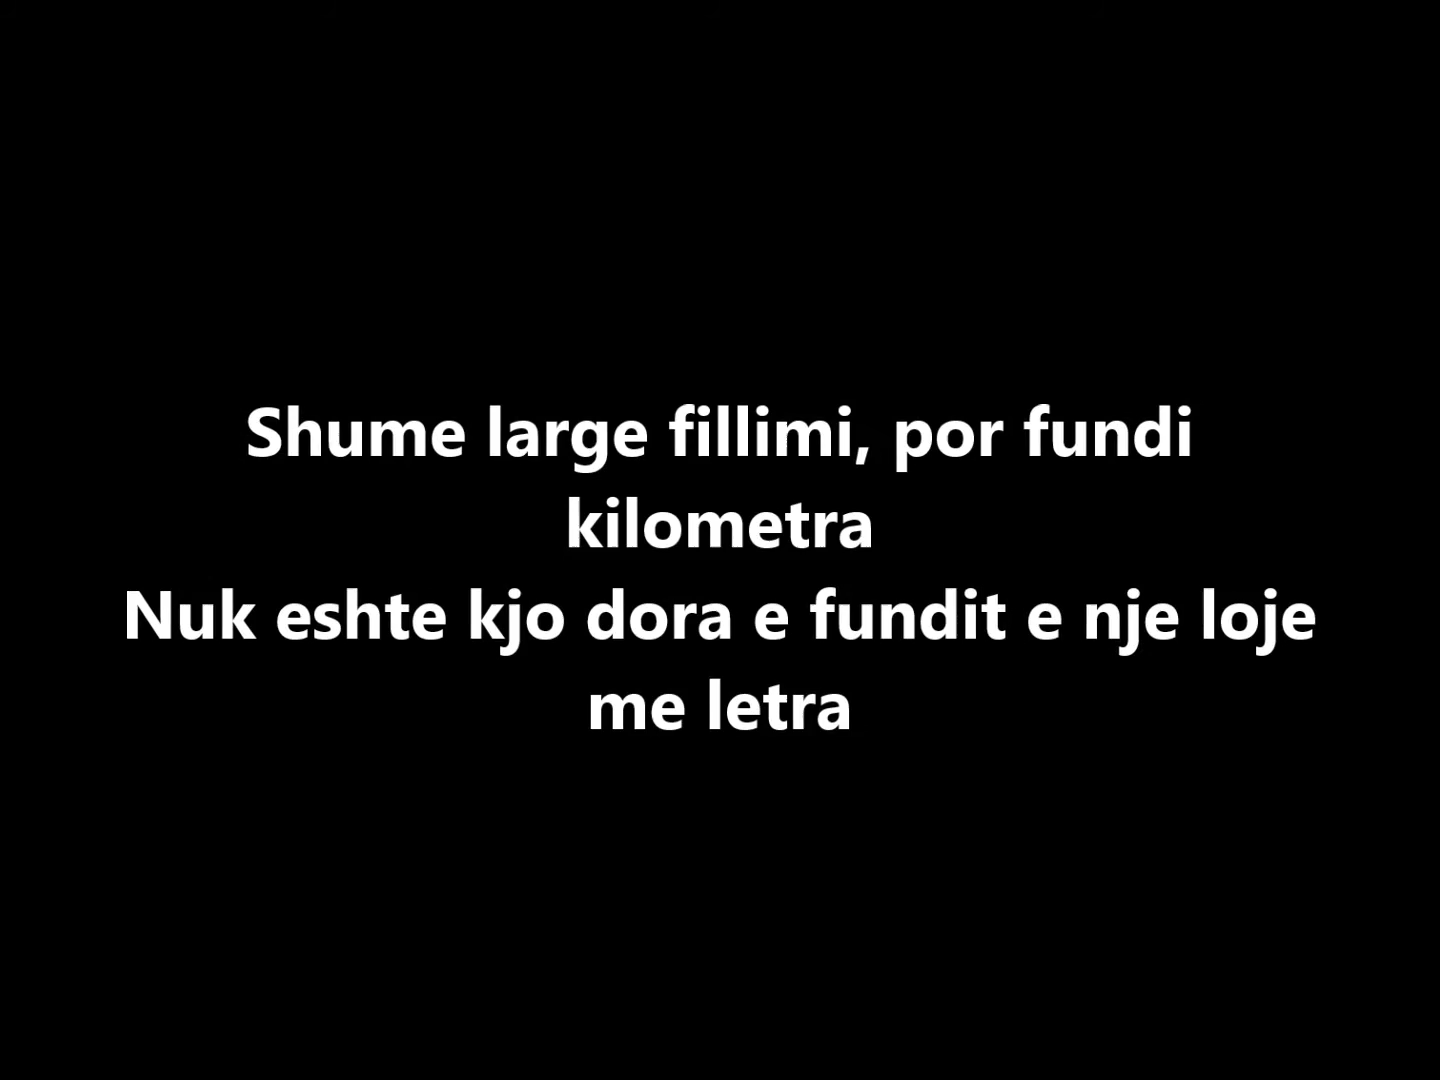 Shume large fillimi, por fundi
kilometra
Nuk eshte kjo dora e fundit e nje loje
me letra